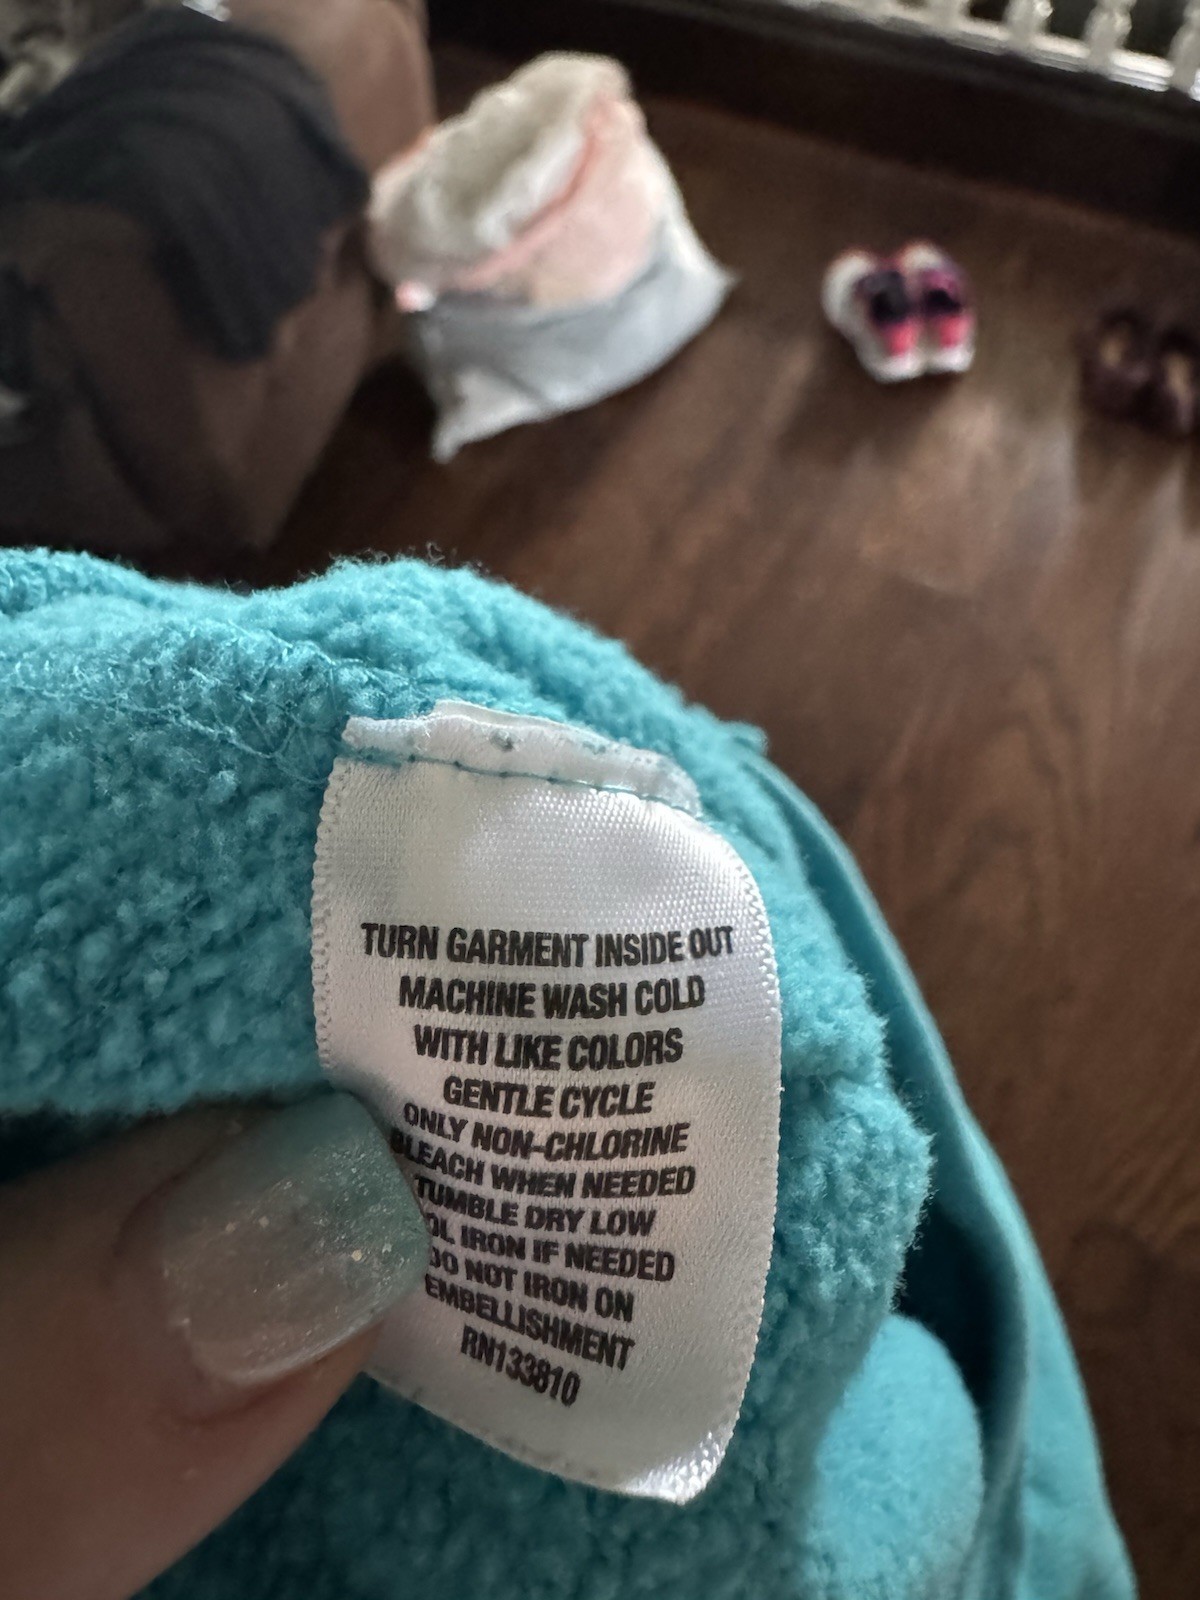 TURN GARMENT INSIDE OUT
MACHINE WASH COLD
WITH LIKE COLORS
GENTLE CYCLE
ONLY NON-CHLORINE
BLEACH WHEN NEEDED
TUMBLE DRY LOW
OL IRON IF NEEDED
DO NOT IRON ON
EMBELLISHMENT
RN133810